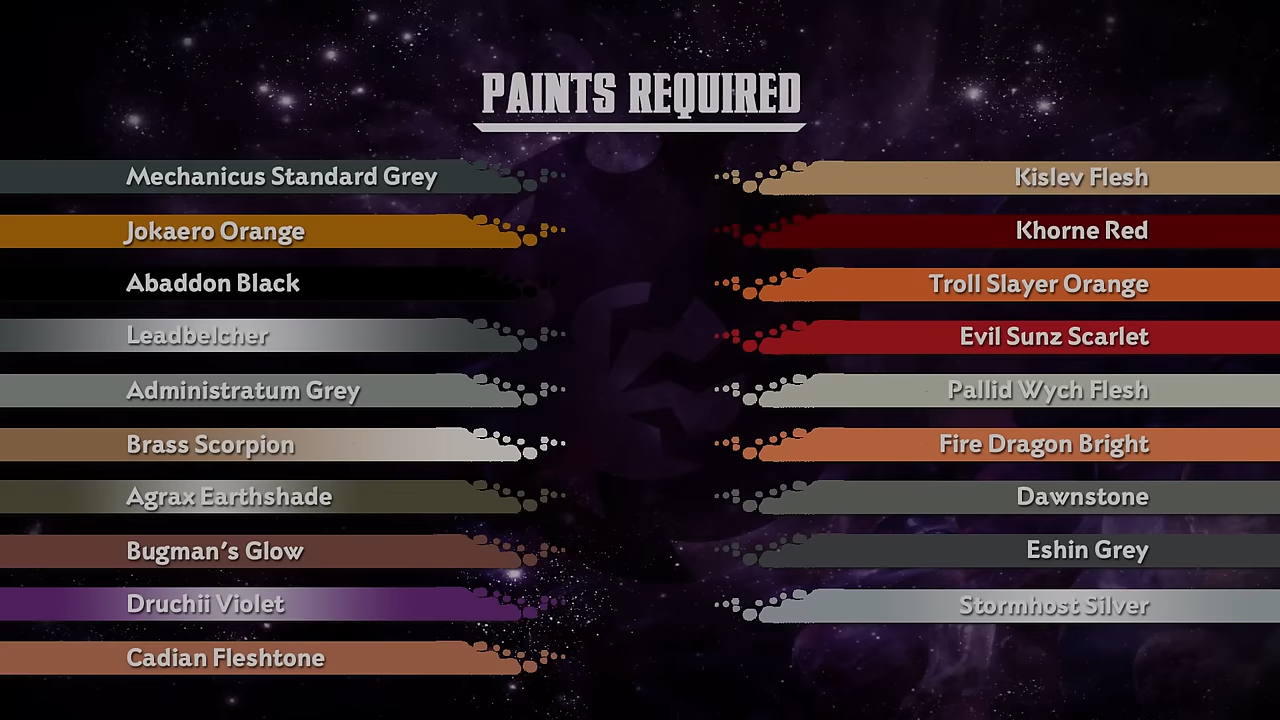 PAINTS REQUIRED
Mechanicus Standard Grey
Jokaero Orange
Abaddon Black
Leadbelcher
Administratum Grey
Brass Scorpion
Agrax Earthshade
Bugman's Glow
Druchii Violet
Cadian Fleshtone
Kislev Flesh
Khorne Red
Troll Slayer Orange
Evil Sunz Scarlet
Pallid Wych Flesh
Fire Dragon Bright
Dawnstone
Eshin Grey
Stormhost Silver